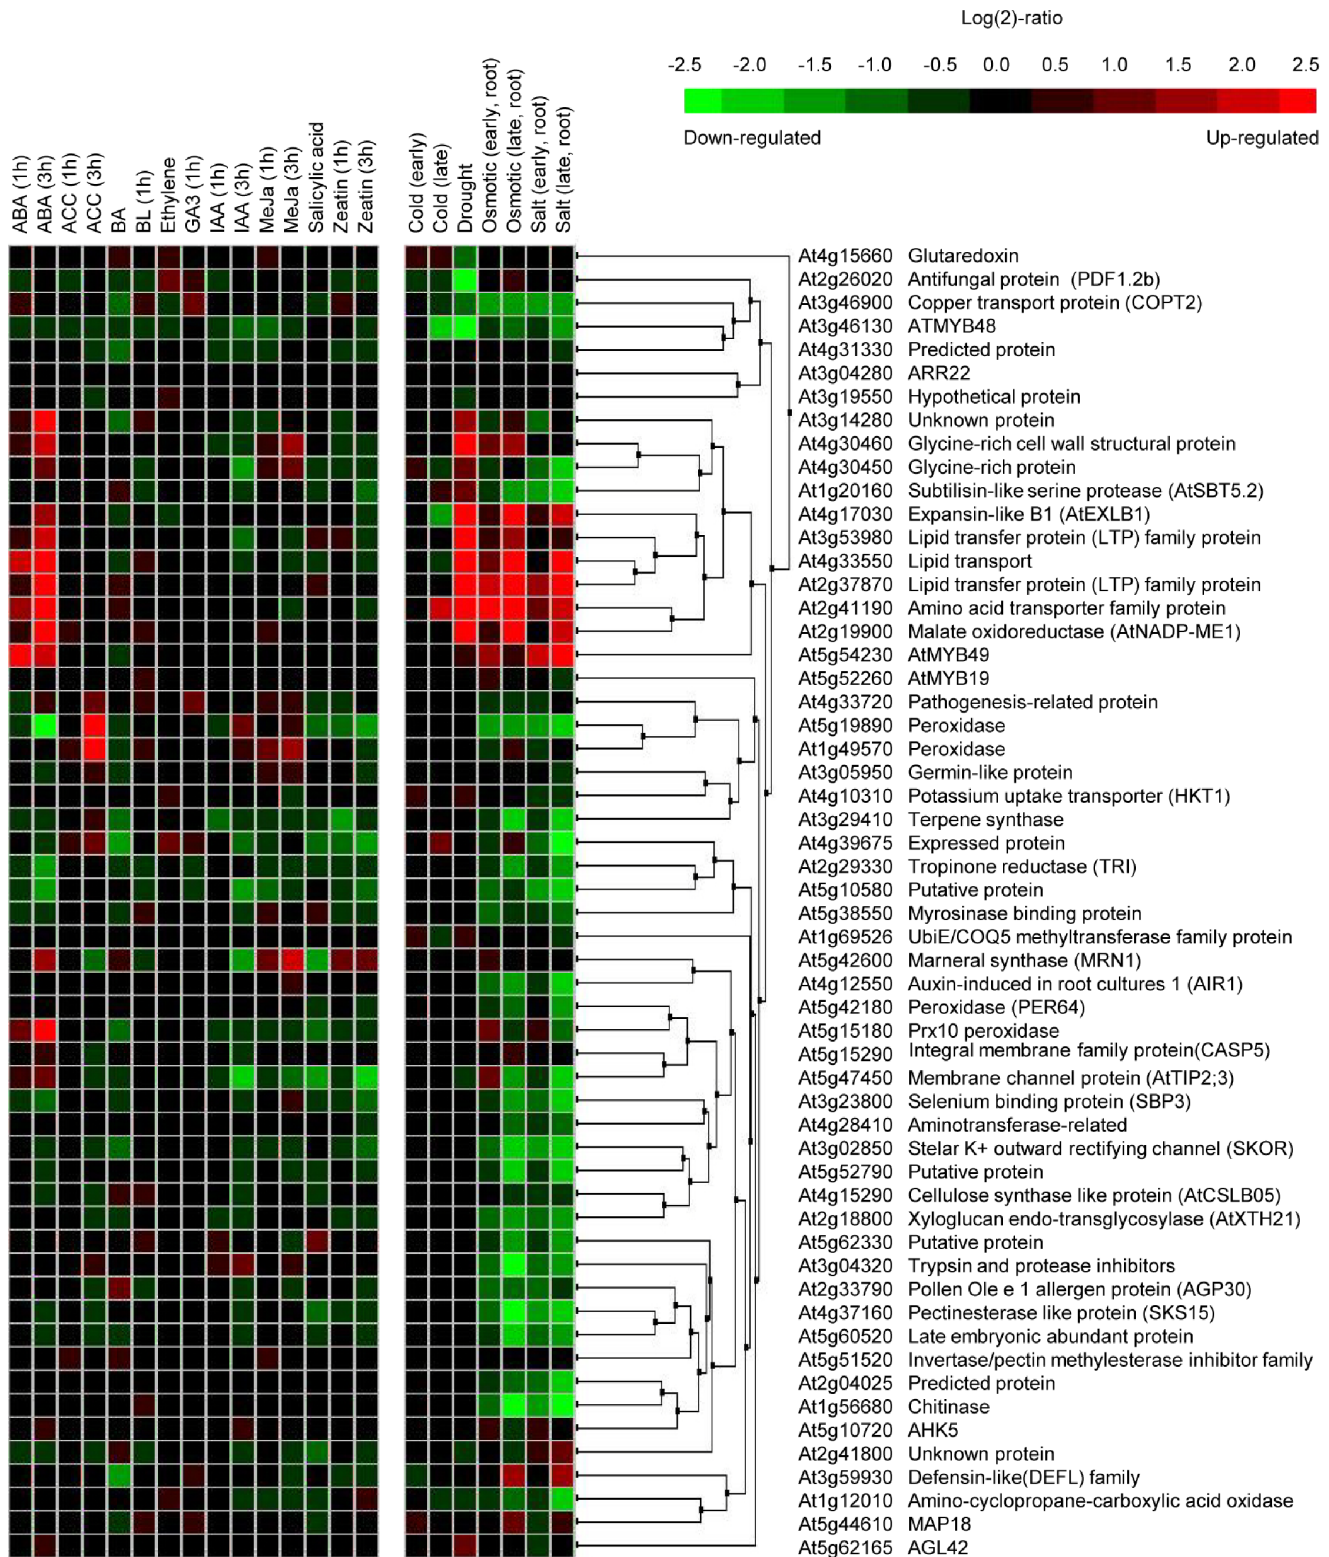 Log(2)-ratio
-2.5 -2.0 -1.5 -1.0 -0.5 0.0 0.5 1.0 1.5 2.0 2.5
Down-regulated Up-regulated
ABA (1h)
ABA (3h)
ACC (1h)
ACC (3h)
BA
BL (1h)
Ethylene
GA3 (1h)
IAA (1h)
IAA (3h)
MeJa (1h)
MeJa (3h)
Salicylic acid
Zeatin (1h)
Zeatin (3h)
Cold (early)
Cold (late)
Drought
Osmotic (early, root)
Osmotic (late, root)
Salt (early, root)
Salt (late, root)
At4g15660 Glutaredoxin
At2g26020 Antifungal protein (PDF1.2b)
At3g46900 Copper transport protein (COPT2)
At3g46130 ATMYB48
At4g31330 Predicted protein
At3g04280 ARR22
At3g19550 Hypothetical protein
At3g14280 Unknown protein
At4g30460 Glycine-rich cell wall structural protein
At4g30450 Glycine-rich protein
At1g20160 Subtilisin-like serine protease (AtSBT5.2)
At4g17030 Expansin-like B1 (AtEXLB1)
At3g53980 Lipid transfer protein (LTP) family protein
At4g33550 Lipid transport
At2g37870 Lipid transfer protein (LTP) family protein
At2g41190 Amino acid transporter family protein
At2g19900 Malate oxidoreductase (AtNADP-ME1)
At5g54230 AtMYB49
At5g52260 AtMYB19
At4g33720 Pathogenesis-related protein
At5g19890 Peroxidase
At1g49570 Peroxidase
At3g05950 Germin-like protein
At4g10310 Potassium uptake transporter (HKT1)
At3g29410 Terpene synthase
At4g39675 Expressed protein
At2g29330 Tropinone reductase (TRI)
At5g10580 Putative protein
At5g38550 Myrosinase binding protein
At1g69526 UbiE/COQ5 methyltransferase family protein
At5g42600 Marneral synthase (MRN1)
At4g12550 Auxin-induced in root cultures 1 (AIR1)
At5g42180 Peroxidase (PER64)
At5g15180 Prx10 peroxidase
At5g15290 Integral membrane family protein(CASP5)
At5g47450 Membrane channel protein (AtTIP2;3)
At3g23800 Selenium binding protein (SBP3)
At4g28410 Aminotransferase-related
At3g02850 Stelar K+ outward rectifying channel (SKOR)
At5g52790 Putative protein
At4g15290 Cellulose synthase like protein (AtCSLB05)
At2g18800 Xyloglucan endo-transglycosylase (AtXTH21)
At5g62330 Putative protein
At3g04320 Trypsin and protease inhibitors
At2g33790 Pollen Ole e 1 allergen protein (AGP30)
At4g37160 Pectinesterase like protein (SKS15)
At5g60520 Late embryonic abundant protein
At5g51520 Invertase/pectin methylesterase inhibitor family
At2g04025 Predicted protein
At1g56680 Chitinase
At5g10720 AHK5
At2g41800 Unknown protein
At3g59930 Defensin-like(DEFL) family
At1g12010 Amino-cyclopropane-carboxylic acid oxidase
At5g44610 MAP18
At5g62165 AGL42